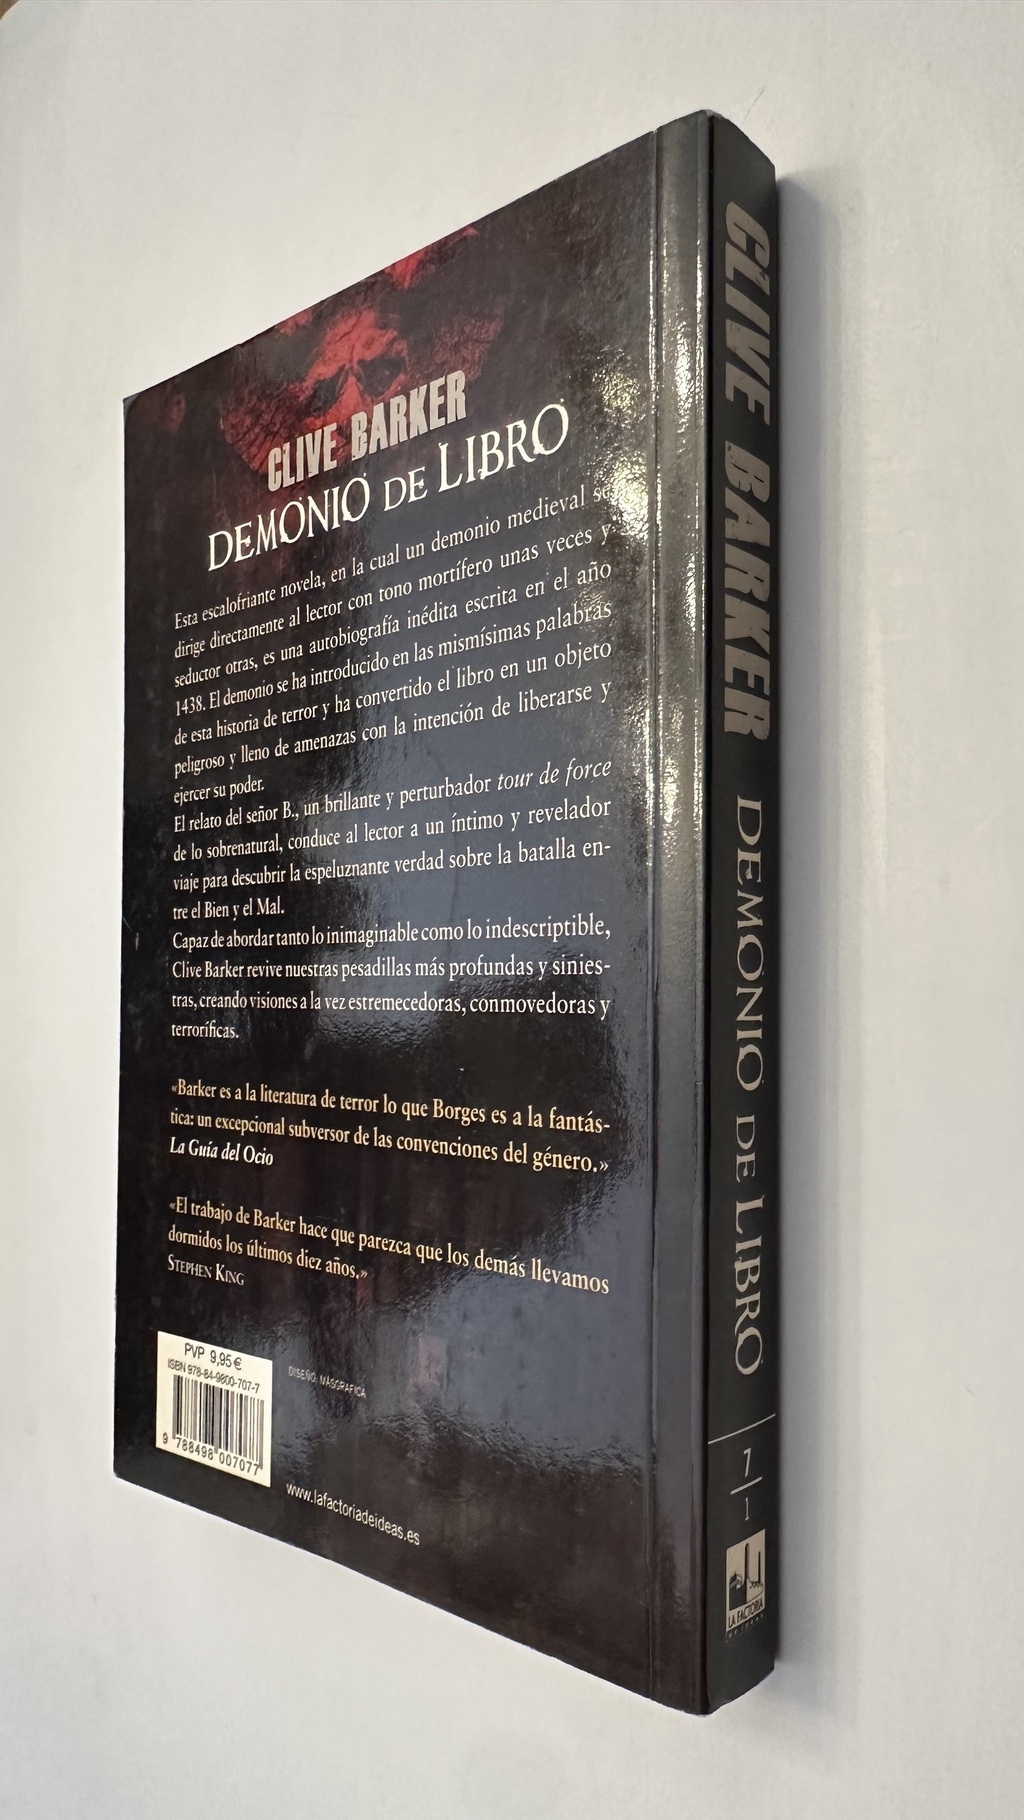 CLIVE BARKER
DEMONIO DE LIBRO
Esta escalofriante novela, en la cual un demonio medieval se
dirige directamente al lector con tono mortífero unas veces y
seductor otras, es una autobiografía inédita escrita en el año
1438. El demonio se ha introducido en las mismísimas palabras
de esta historia de terror y ha convertido el libro en un objeto
peligroso y lleno de amenazas con la intención de liberarse y
ejercer su poder.
El relato del señor B., un brillante y perturbador tour de force
de lo sobrenatural, conduce al lector a un íntimo y revelador
viaje para descubrir la espeluznante verdad sobre la batalla en-
tre el Bien y el Mal.
Capaz de abordar tanto lo inimaginable como lo indescriptible,
Clive Barker revive nuestras pesadillas más profundas y sinies-
tras, creando visiones a la vez estremecedoras, conmovedoras y
terroríficas.
«Barker es a la literatura de terror lo que Borges es a la fantás-
tica: un excepcional subversor de las convenciones del género.»
La Guía del Ocio
«El trabajo de Barker hace que parezca que los demás llevamos
dormidos los últimos diez años.»
STEPHEN KING
PVP 9,95€
ISBN 978-84-9800-707-7
9 788498 007077
DISEÑO: MÁSGRAFICA
www.lafactoriadeideas.es
CLIVE BARKER DEMONIO DE LIBRO
7
1
LA FACTORIA